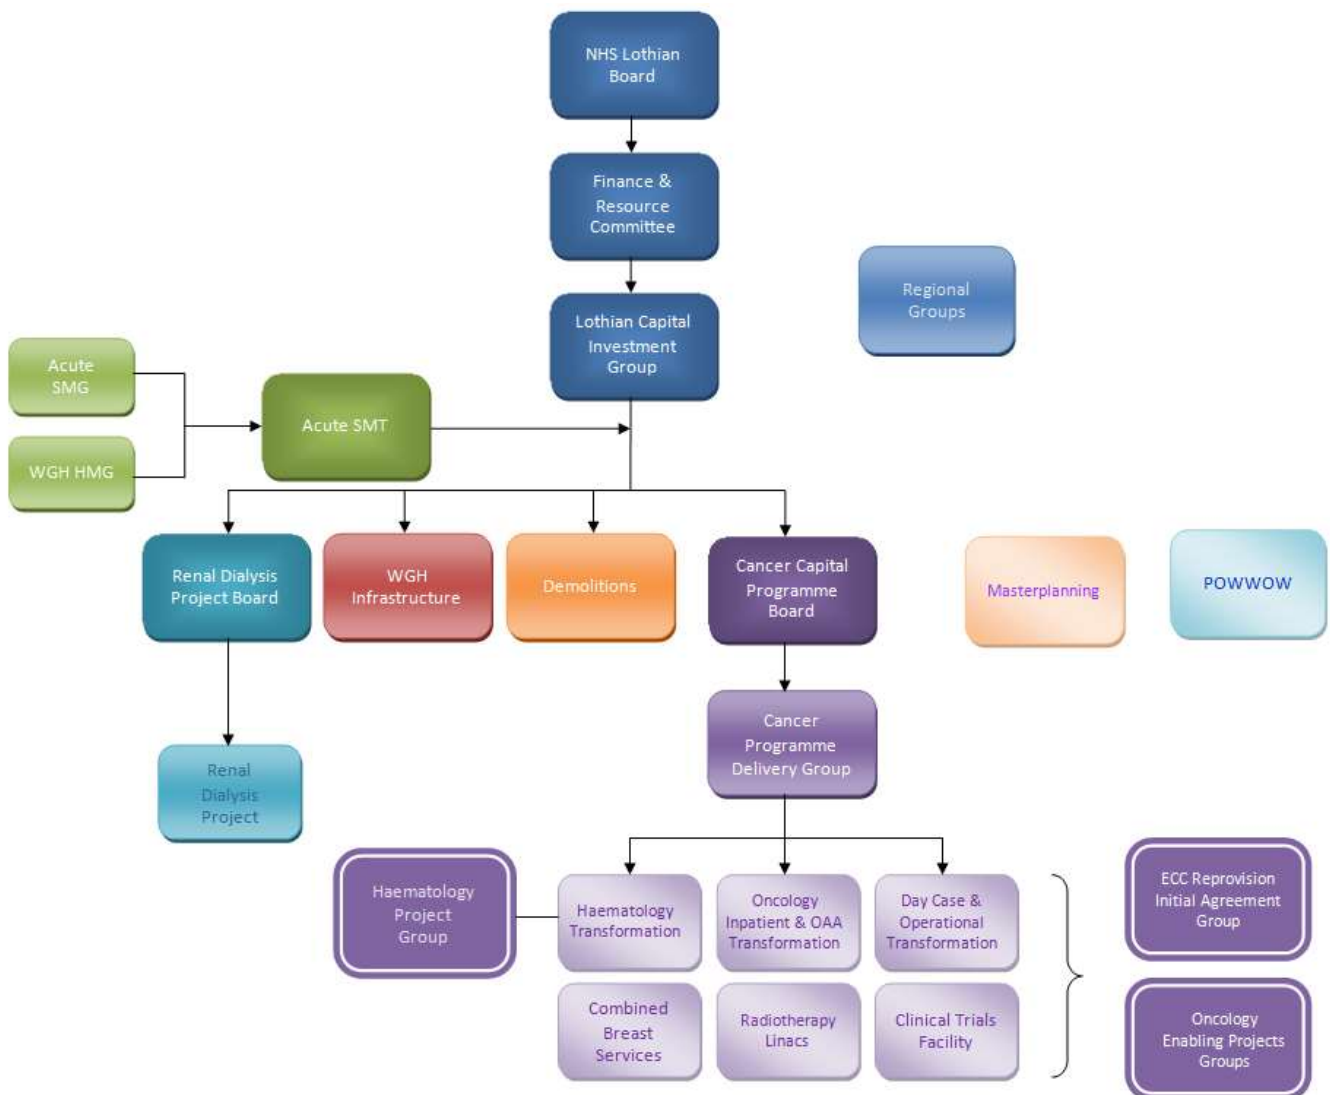 NHS Lothian
Board
Finance &
Resource
Committee
Regional
Groups
Lothian Capital
Investment
Group
Acute
SMG
Acute SMT
WGH HMG
Renal Dialysis
Project Board
WGH
Infrastructure
Demolitions
Cancer Capital
Programme
Board
Masterplanning
POWWOW
Cancer
Programme
Delivery Group
Renal
Dialysis
Project
Haematology
Project
Group
Haematology
Transformation
Oncology
Inpatient & OAA
Transformation
Day Case &
Operational
Transformation
ECC Reprovision
Initial Agreement
Group
Combined
Breast
Services
Radiotherapy
Linacs
Clinical Trials
Facility
Oncology
Enabling Projects
Groups